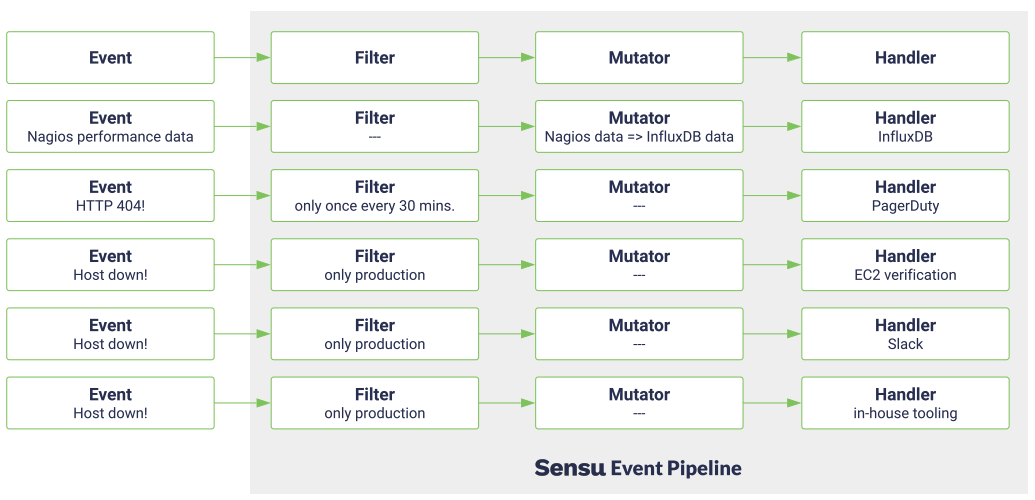 Event
Filter
Mutator
Handler
Event
Nagios performance data
Filter
---
Mutator
Nagios data => InfluxDB data
Handler
InfluxDB
Event
HTTP 404!
Filter
only once every 30 mins.
Mutator
---
Handler
PagerDuty
Event
Host down!
Filter
only production
Mutator
---
Handler
EC2 verification
Event
Host down!
Filter
only production
Mutator
---
Handler
Slack
Event
Host down!
Filter
only production
Mutator
---
Handler
in-house tooling
Sensu Event Pipeline